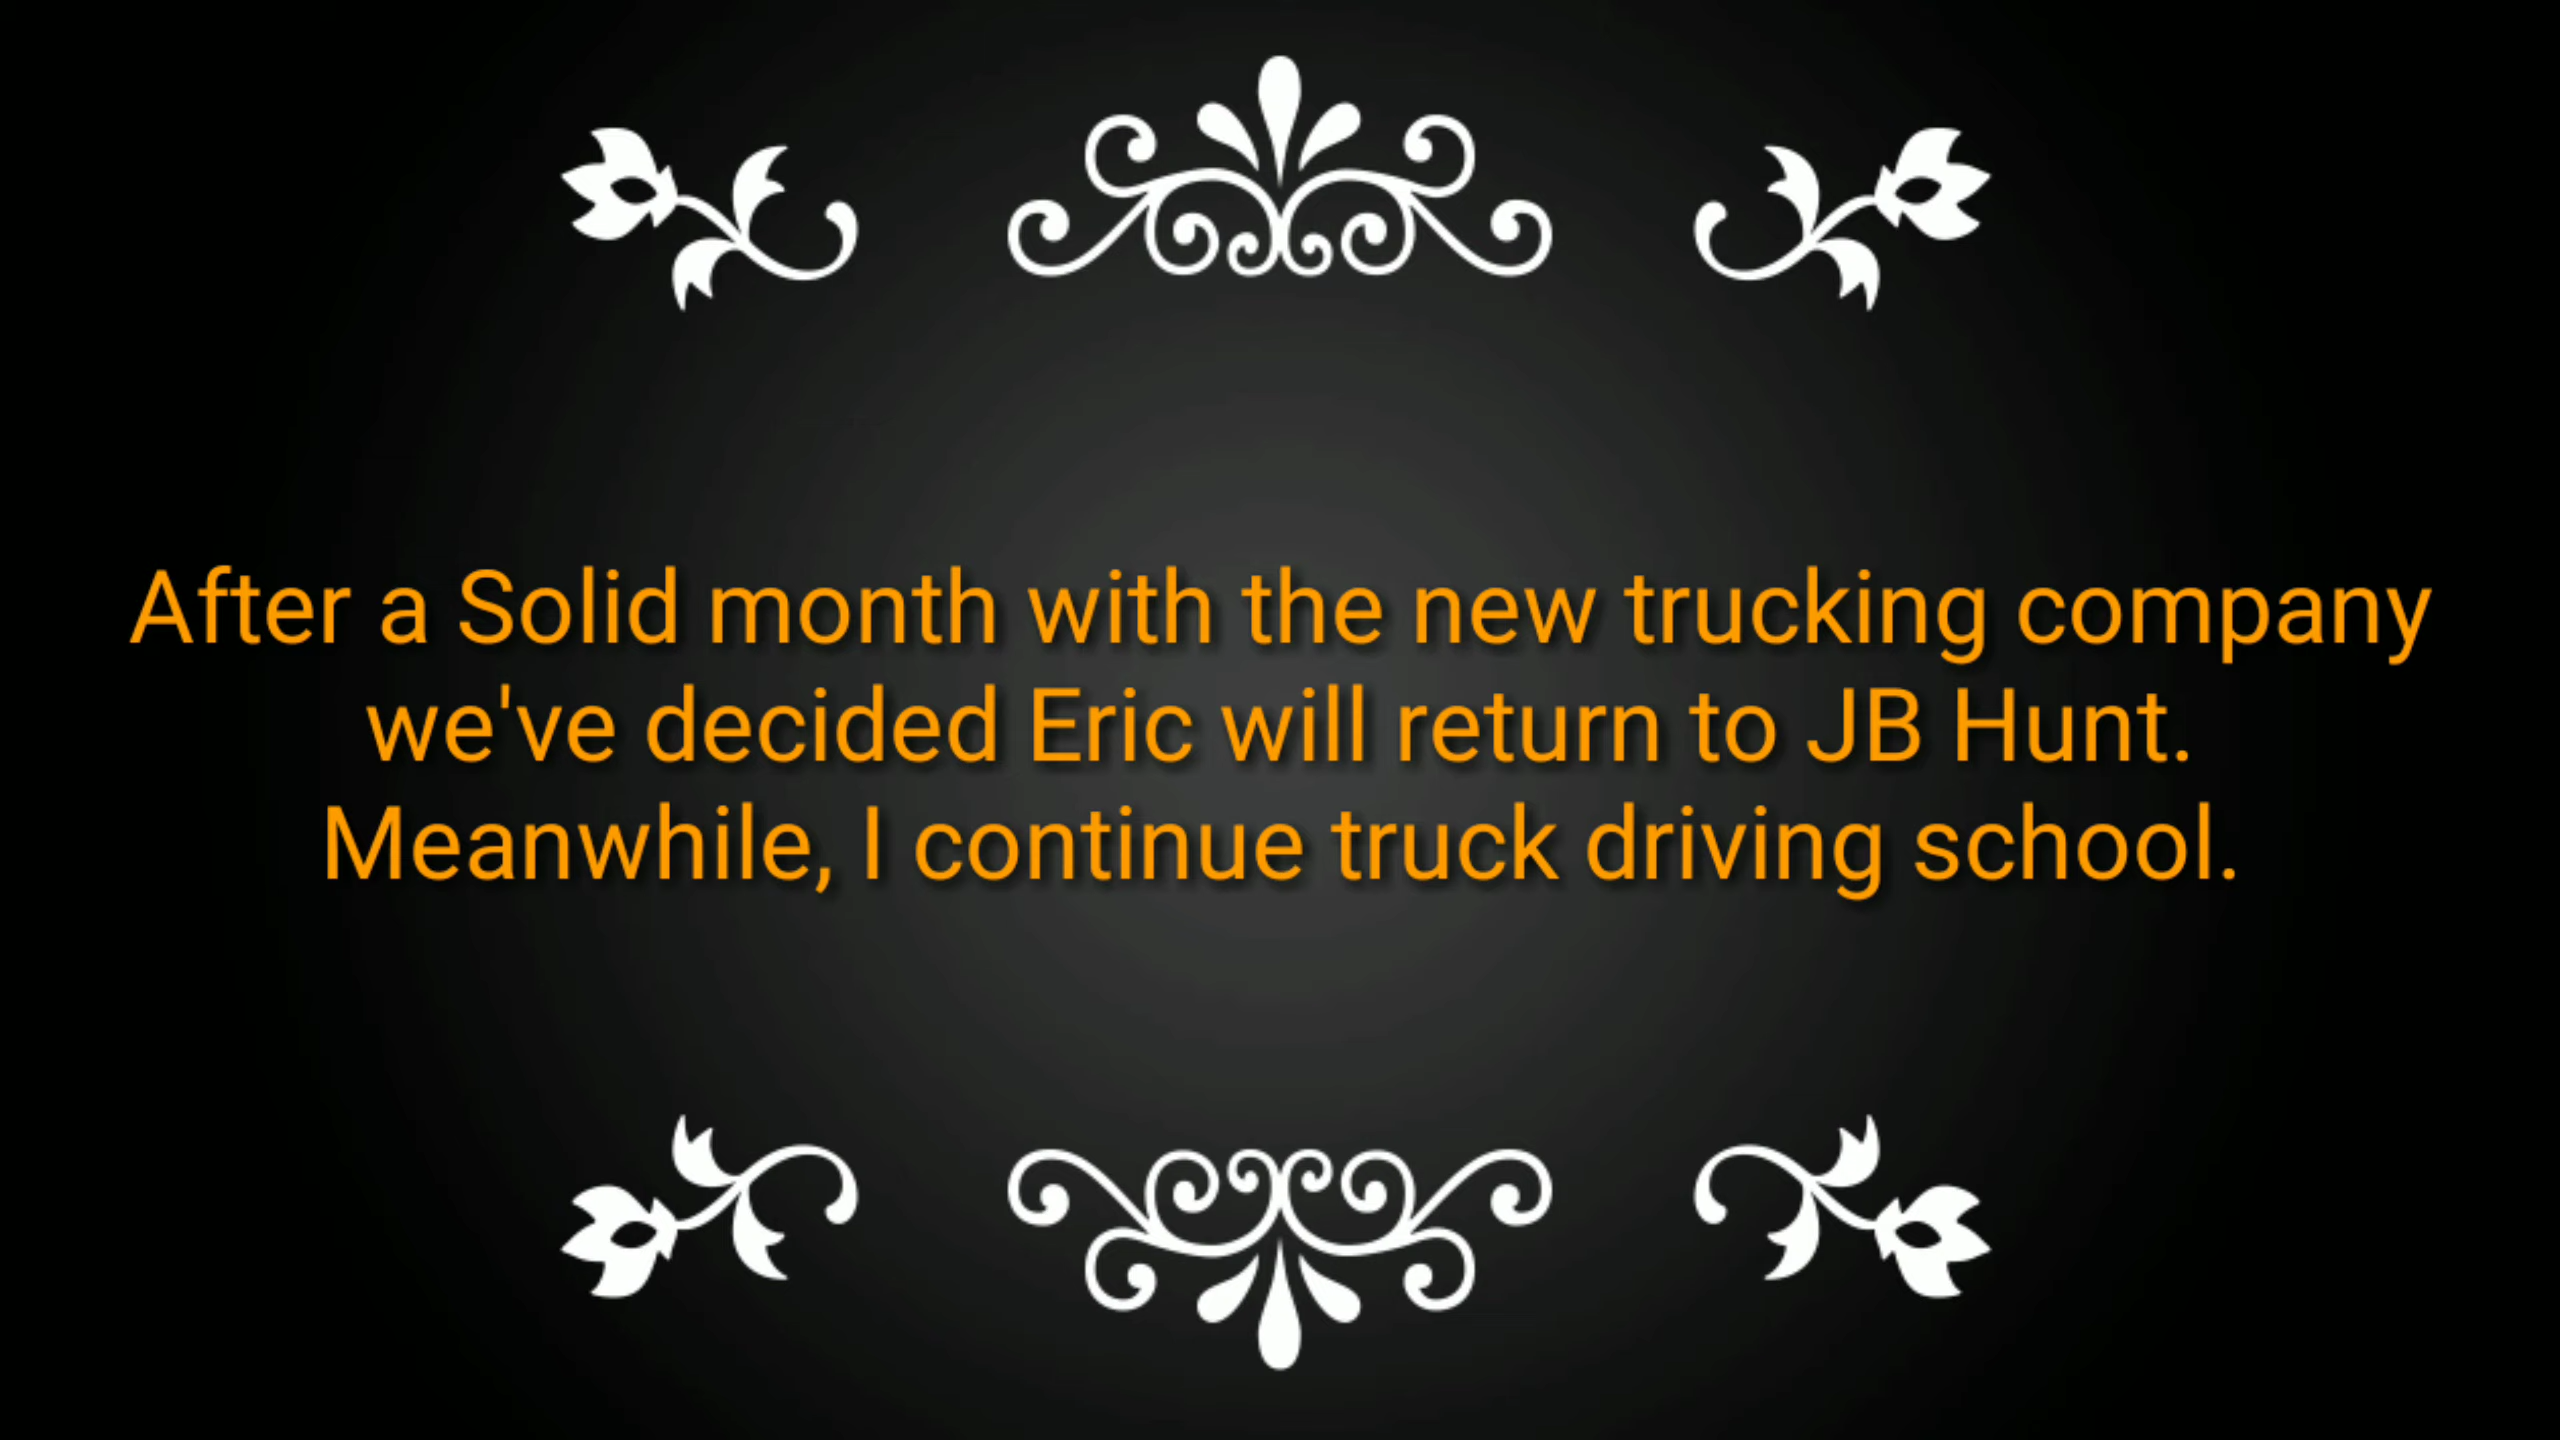 After a Solid month with the new trucking company
we've decided Eric will return to JB Hunt.
Meanwhile, I continue truck driving school.